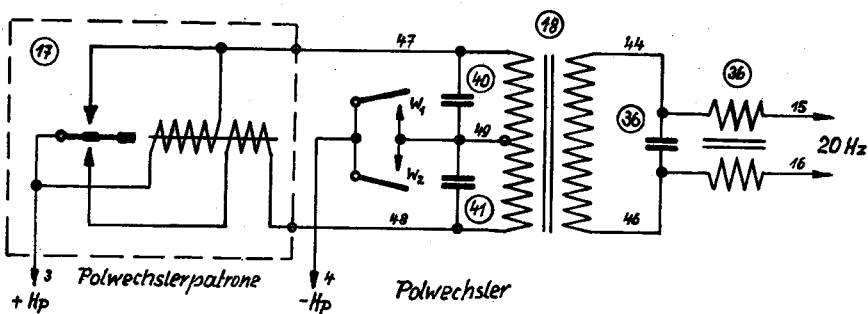 18
17
47
44
36
40
W1
36
15
49
20 Hz
W2
16
41
48
46
3
Polwechslerpatrone
4
Polwechsler
+ Hp
-Hp